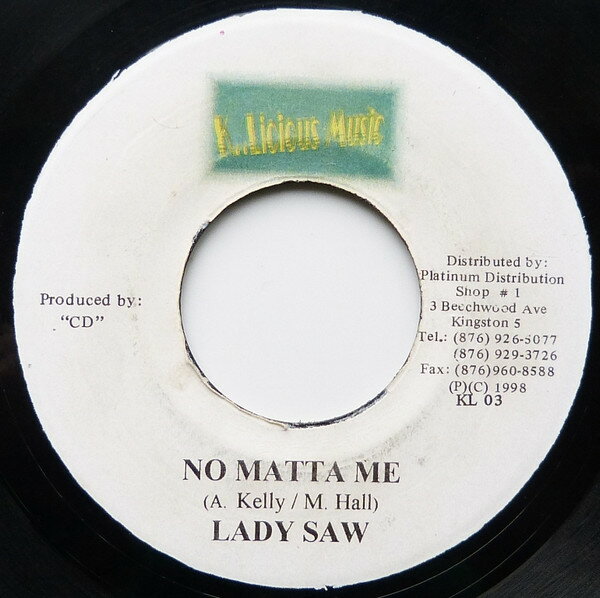 K..Licious Music
Produced by:
"CD"
Distributed by:
Platinum Distribution
Shop # 1
3 Beechwood Ave
Kingston 5
Tel.: (876) 926-5077
(876) 929-3726
Fax: (876)960-8588
(P)(C) 1998
KL 03
NO MATTA ME
(A. Kelly / M. Hall)
LADY SAW